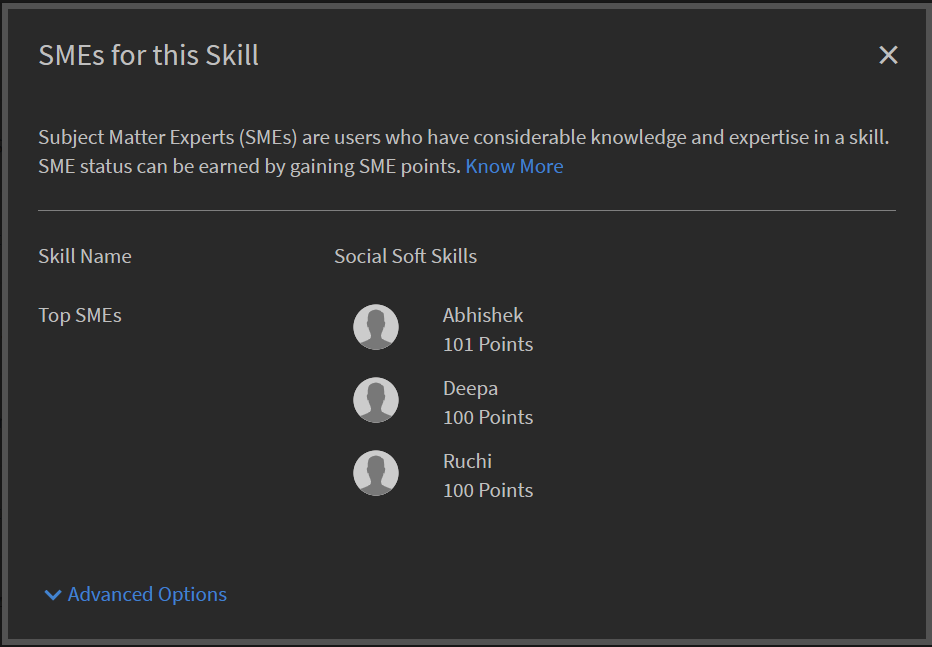 SMEs for this Skill
Subject Matter Experts (SMEs) are users who have considerable knowledge and expertise in a skill.
SME status can be earned by gaining SME points. Know More
Skill Name
Social Soft Skills
Top SMEs
Abhishek
101 Points
Deepa
100 Points
Ruchi
100 Points
Advanced Options